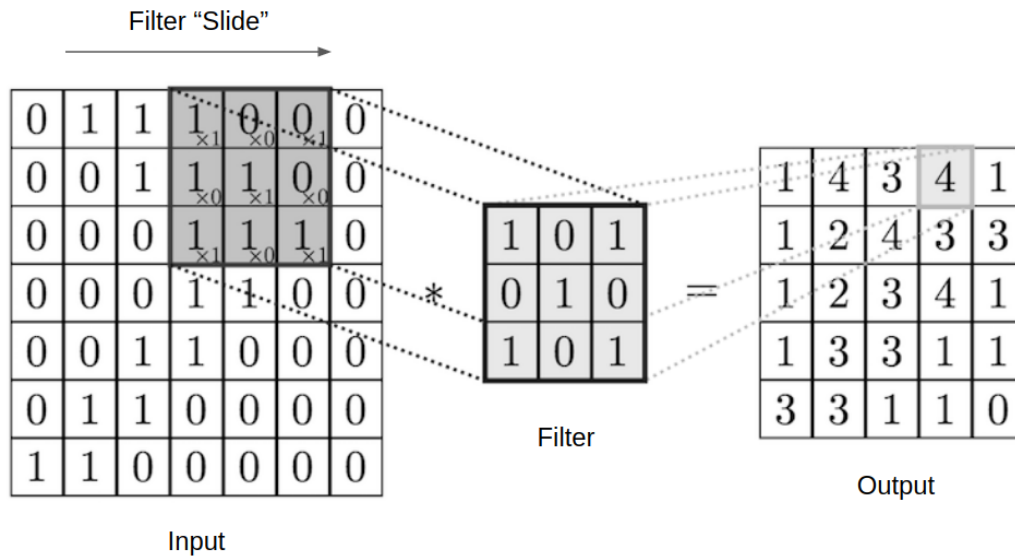 Filter “Slide”
0 1 1 1×1 0×0 0×1 0
0 0 1 1×0 1×1 0×0 0
0 0 0 1×1 1×0 1×1 0
0 0 0 1 1 0 0
0 0 1 1 0 0 0
0 1 1 0 0 0 0
1 1 0 0 0 0 0
Input
*
1 0 1
0 1 0
1 0 1
Filter
=
1 4 3 4 1
1 2 4 3 3
1 2 3 4 1
1 3 3 1 1
3 3 1 1 0
Output